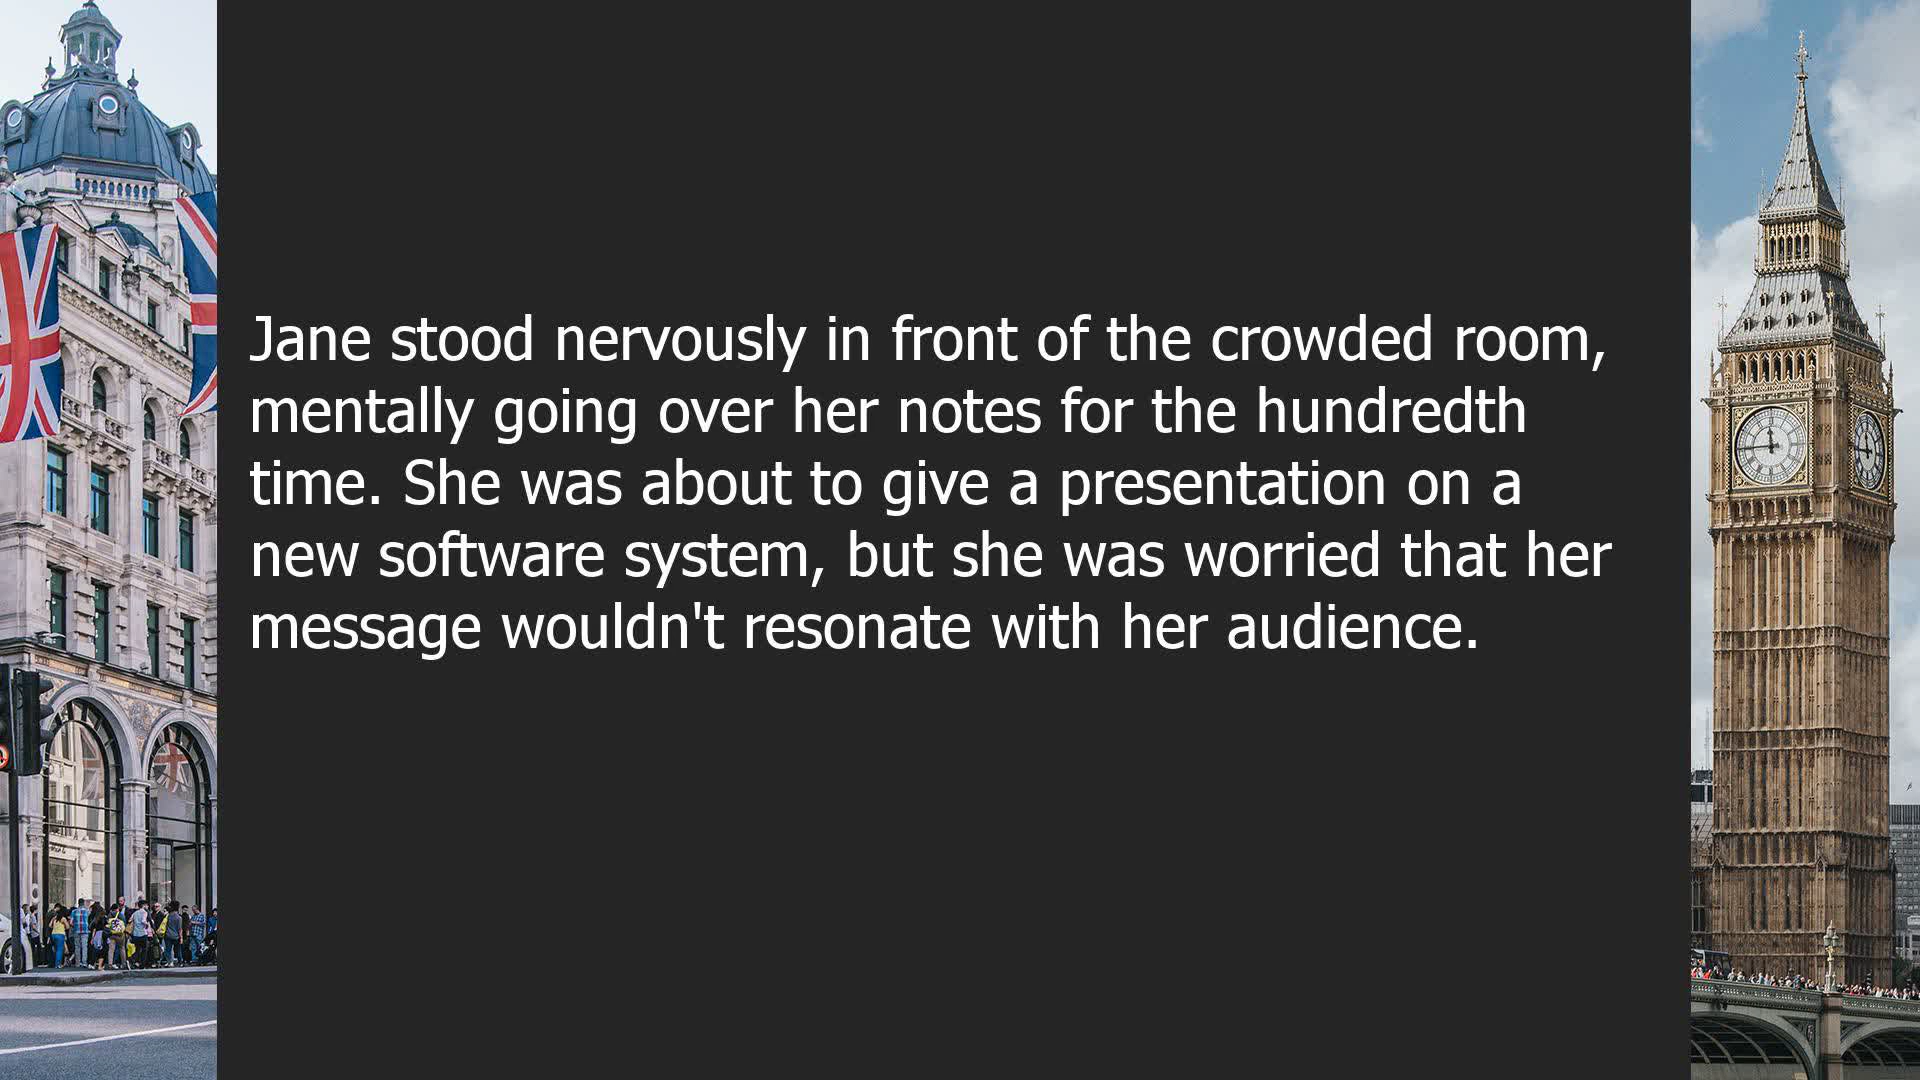 Jane stood nervously in front of the crowded room,
mentally going over her notes for the hundredth
time. She was about to give a presentation on a
new software system, but she was worried that her
message wouldn't resonate with her audience.